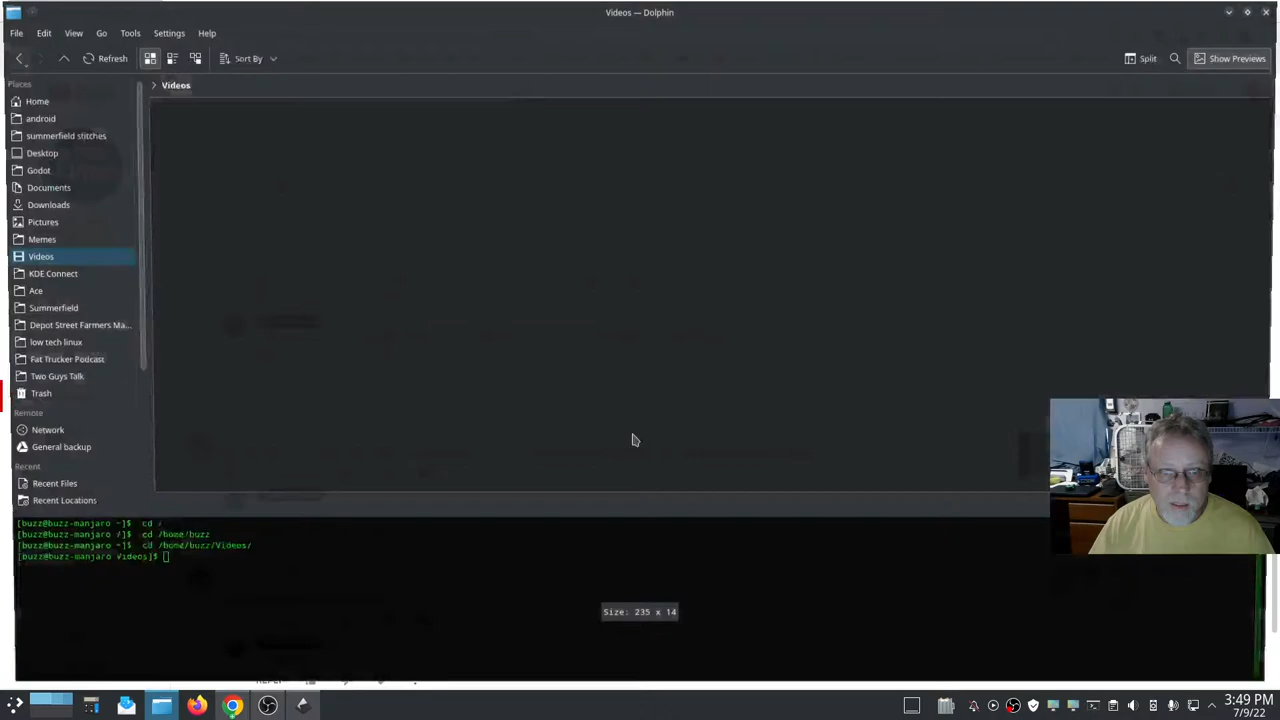 Videos — Dolphin
File Edit View Go Tools Settings Help
Refresh Sort By Split Show Previews
Places
Videos
Home
android
summerfield stitches
Desktop
Godot
Documents
Downloads
Pictures
Memes
Videos
KDE Connect
Ace
Summerfield
Depot Street Farmers Ma...
low tech linux
Fat Trucker Podcast
Two Guys Talk
Trash
Remote
Network
General backup
Recent
Recent Files
Recent Locations
[buzz@buzz-manjaro ~]$ cd /
[buzz@buzz-manjaro /]$ cd /home/buzz
[buzz@buzz-manjaro ~]$ cd /home/buzz/Videos/
[buzz@buzz-manjaro Videos]$
Size: 235 x 14
3:49 PM
7/9/22